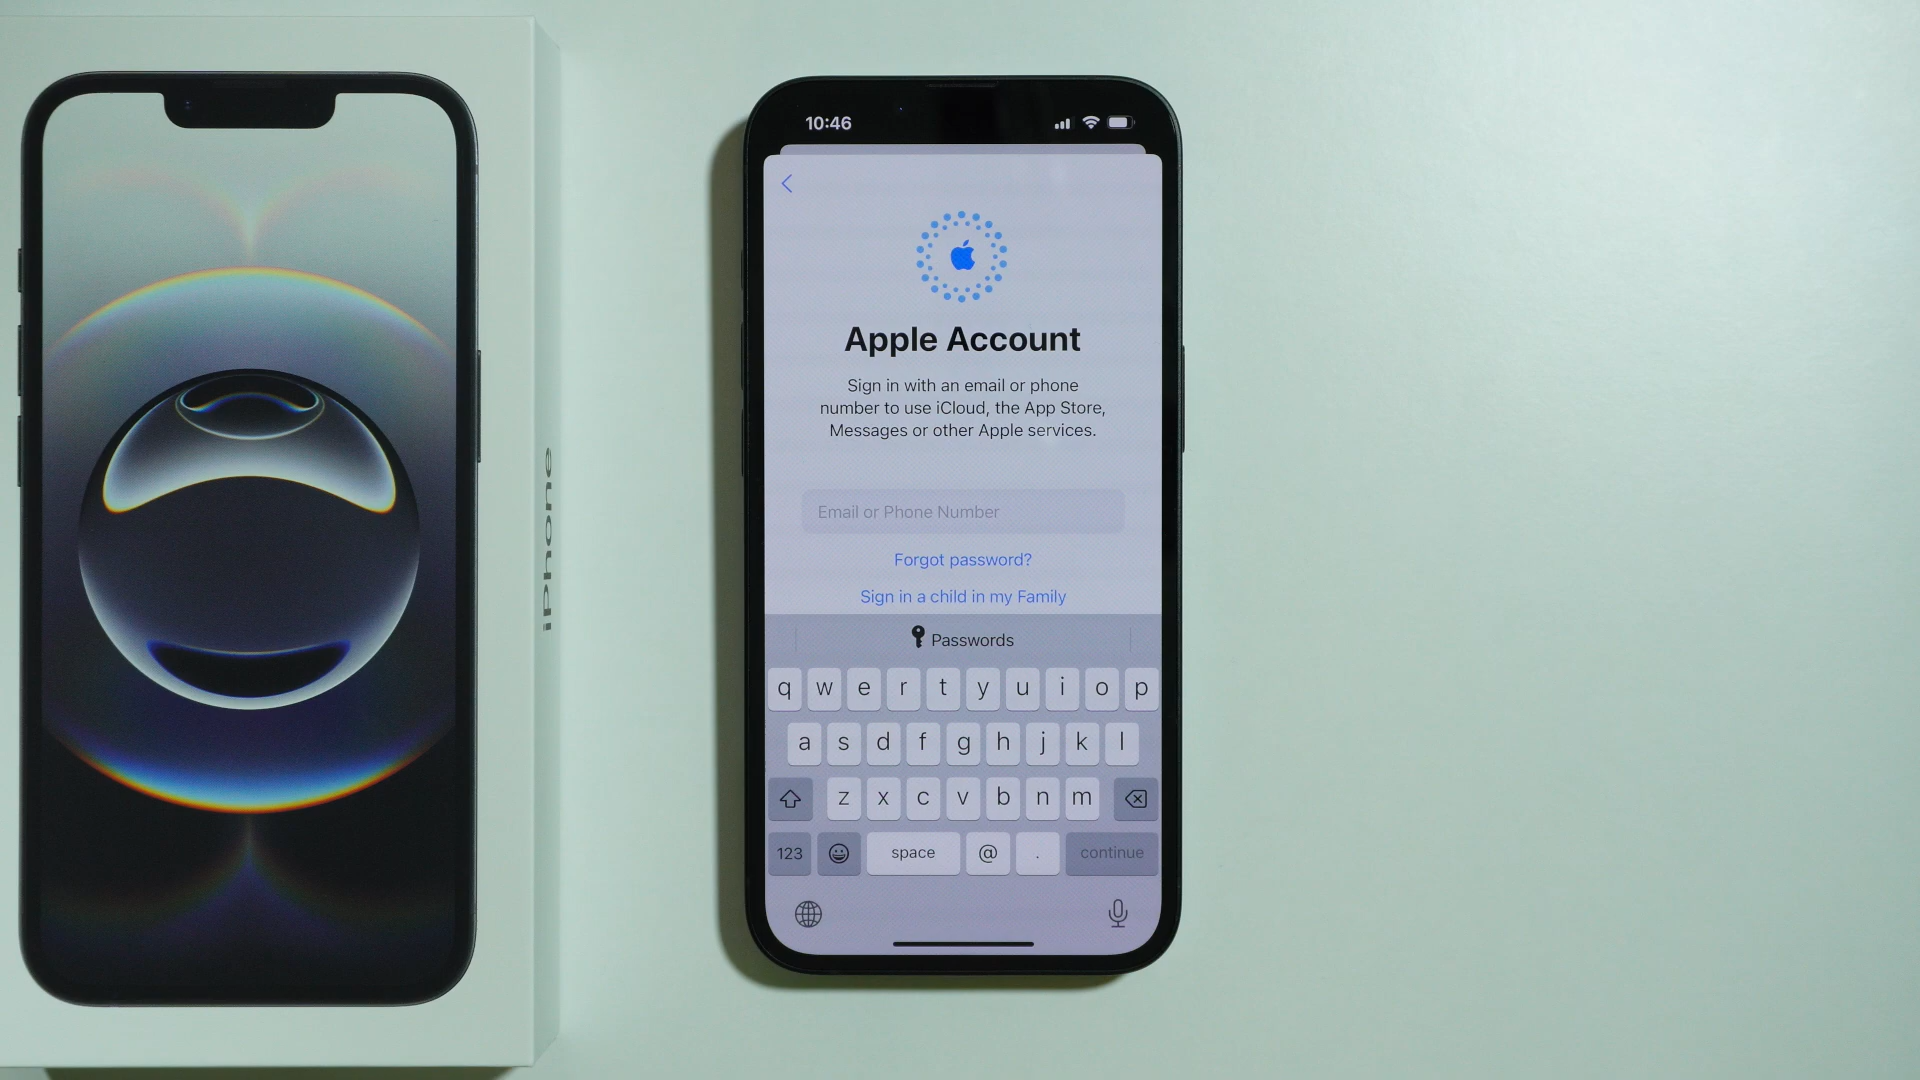 iPhone
10:46
Apple Account
Sign in with an email or phone
number to use iCloud, the App Store,
Messages or other Apple services.
Email or Phone Number
Forgot password?
Sign in a child in my Family
Passwords
q w e r t y u i o p
a s d f g h j k l
z x c v b n m
123 space @ . continue